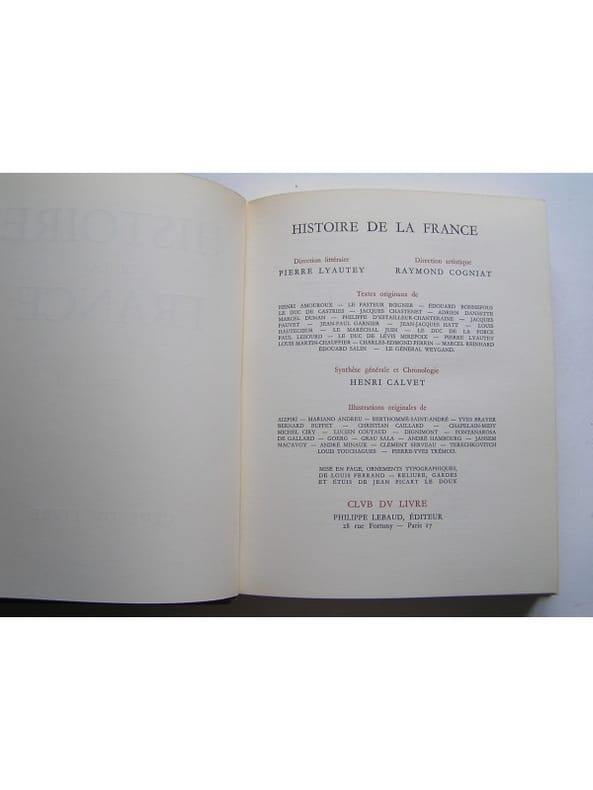 HISTOIRE
HISTOIRE DE LA FRANCE
Direction littéraire
PIERRE LYAUTEY
Direction artistique
RAYMOND COGNIAT
Textes originaux de
HENRI AMOUROUX — LE PASTEUR BŒGNER — ÉDOUARD BONNEFOUS
LE DUC DE CASTRIES — JACQUES CHASTENET — ADRIEN DANSETTE
MARCEL DUNAN — PHILIPPE D'ESTAILLEUR-CHANTERAINE — JACQUES
FAUVET — JEAN-PAUL GARNIER — JEAN-JACQUES HATT — LOUIS
HAUTECŒUR — LE MARÉCHAL JUIN — LE DUC DE LA FORCE
PAUL LESOURD — LE DUC DE LÉVIS MIREPOIX — PIERRE LYAUTEY
LOUIS MARTIN-CHAUFFIER — CHARLES-EDMOND PERRIN — MARCEL REINHARD
ÉDOUARD SALIN — LE GÉNÉRAL WEYGAND.
Synthèse générale et Chronologie
HENRI CALVET
Illustrations originales de
AIZPIRI — MARIANO ANDREU — BERTHOMMÉ-SAINT-ANDRÉ — YVES BRAYER
BERNARD BUFFET — CHRISTIAN CAILLARD — CHAPELAIN-MIDY
MICHEL CIRY — LUCIEN COUTAUD — DIGNIMONT — FONTANAROSA
DE GALLARD — GOERG — GRAU SALA — ANDRÉ HAMBOURG — JANSEM
MAC'AVOY — ANDRÉ MINAUX — CLÉMENT SERVEAU — TERESCHKOVITCH
LOUIS TOUCHAGUES — PIERRE-YVES TRÉMOIS.
MISE EN PAGE, ORNEMENTS TYPOGRAPHIQUES,
DE LOUIS FERRAND — RELIURE, GARDES
ET ÉTUIS DE JEAN PICART LE DOUX
CLVB DV LIVRE
PHILIPPE LEBAUD, ÉDITEUR
28 rue Fortuny — Paris 17